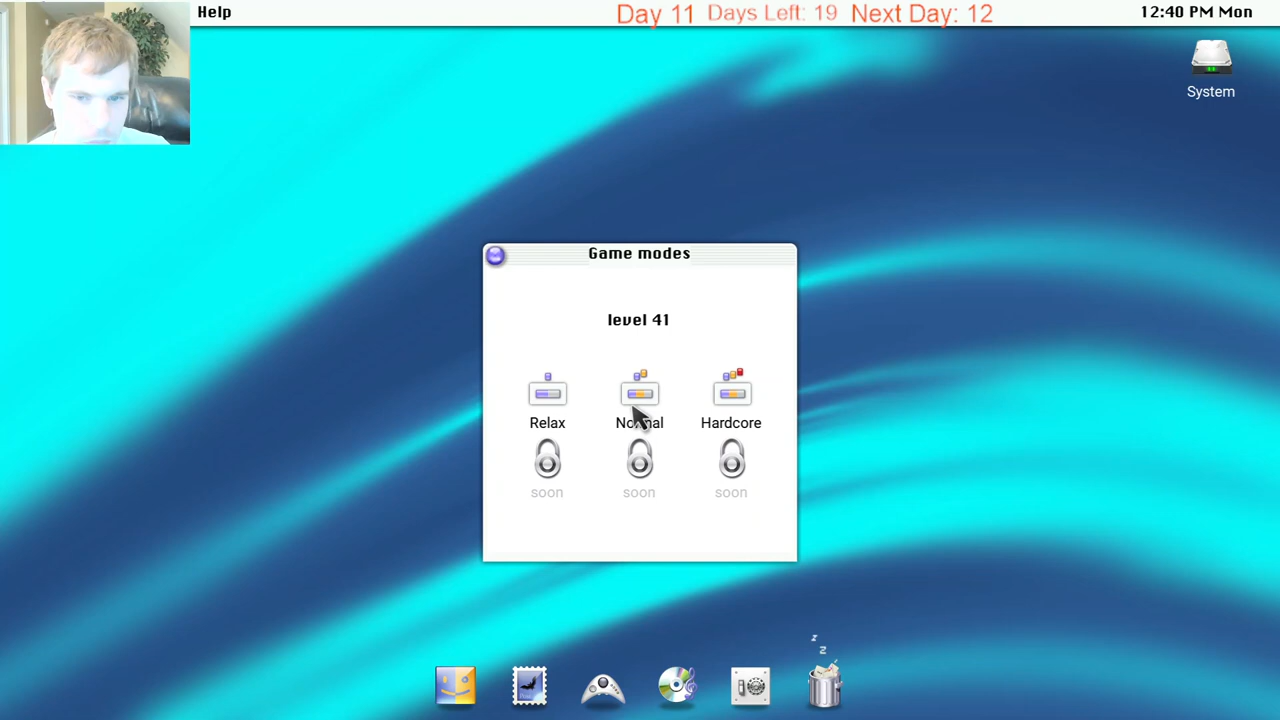 Help
Day 11 Days Left: 19 Next Day: 12
12:40 PM Mon
System
Game modes
level 41
Relax
Hardcore
soon
soon
soon
z
z